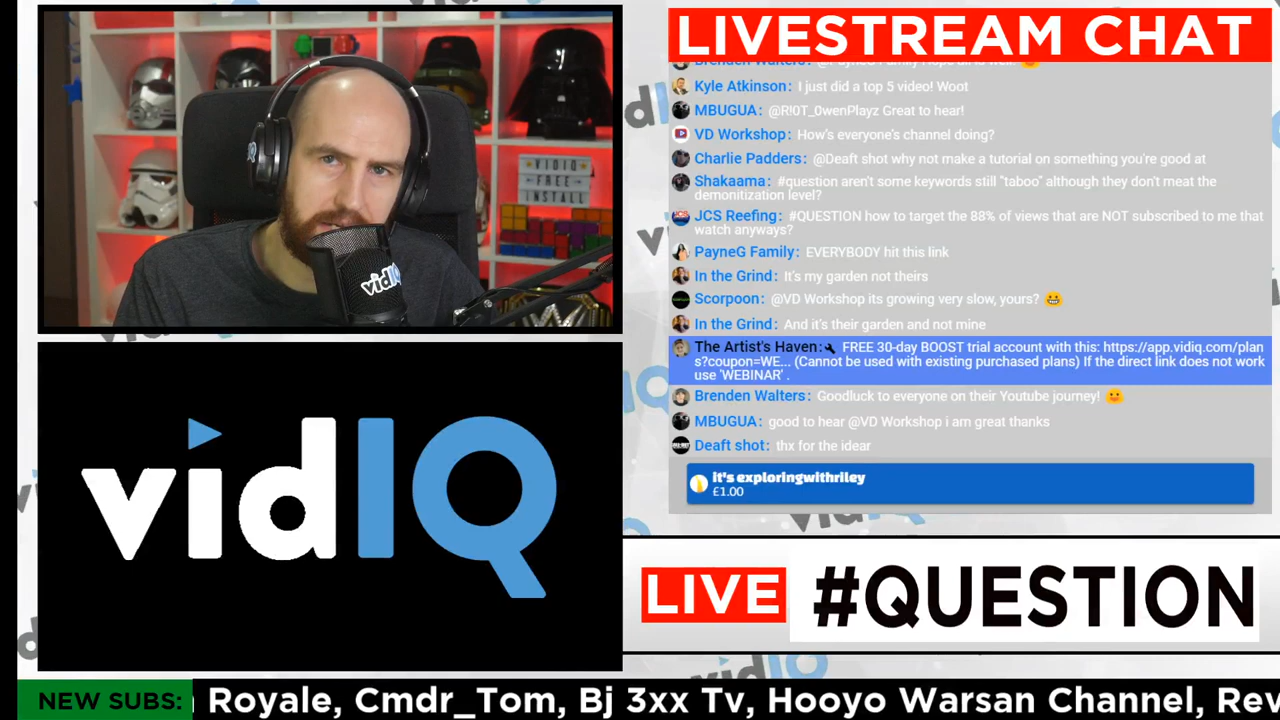 LIVESTREAM CHAT
Brenden Walters:
Kyle Atkinson: I just did a top 5 video! Woot
MBUGUA: @R!0T_0wenPlayz Great to hear!
VD Workshop: How's everyone's channel doing?
Charlie Padders: @Deaft shot why not make a tutorial on something you're good at
Shakaama: #question aren't some keywords still "taboo" although they don't meat the
demonitization level?
JCS Reefing: #QUESTION how to target the 88% of views that are NOT subscribed to me that
watch anyways?
PayneG Family: EVERYBODY hit this link
In the Grind: It's my garden not theirs
Scorpoon: @VD Workshop its growing very slow, yours? 😬
In the Grind: And it's their garden and not mine
The Artist's Haven: FREE 30-day BOOST trial account with this: https://app.vidiq.com/plan
s?coupon=WE... (Cannot be used with existing purchased plans) If the direct link does not work
use 'WEBINAR' .
Brenden Walters: Goodluck to everyone on their Youtube journey!
MBUGUA: good to hear @VD Workshop i am great thanks
Deaft shot: thx for the idear
it's exploringwithriley
£1.00
VIDIQ
FREE
INSTALL
vidIQ
vidIQ
LIVE #QUESTION
NEW SUBS: Royale, Cmdr_Tom, Bj 3xx Tv, Hooyo Warsan Channel, Rev